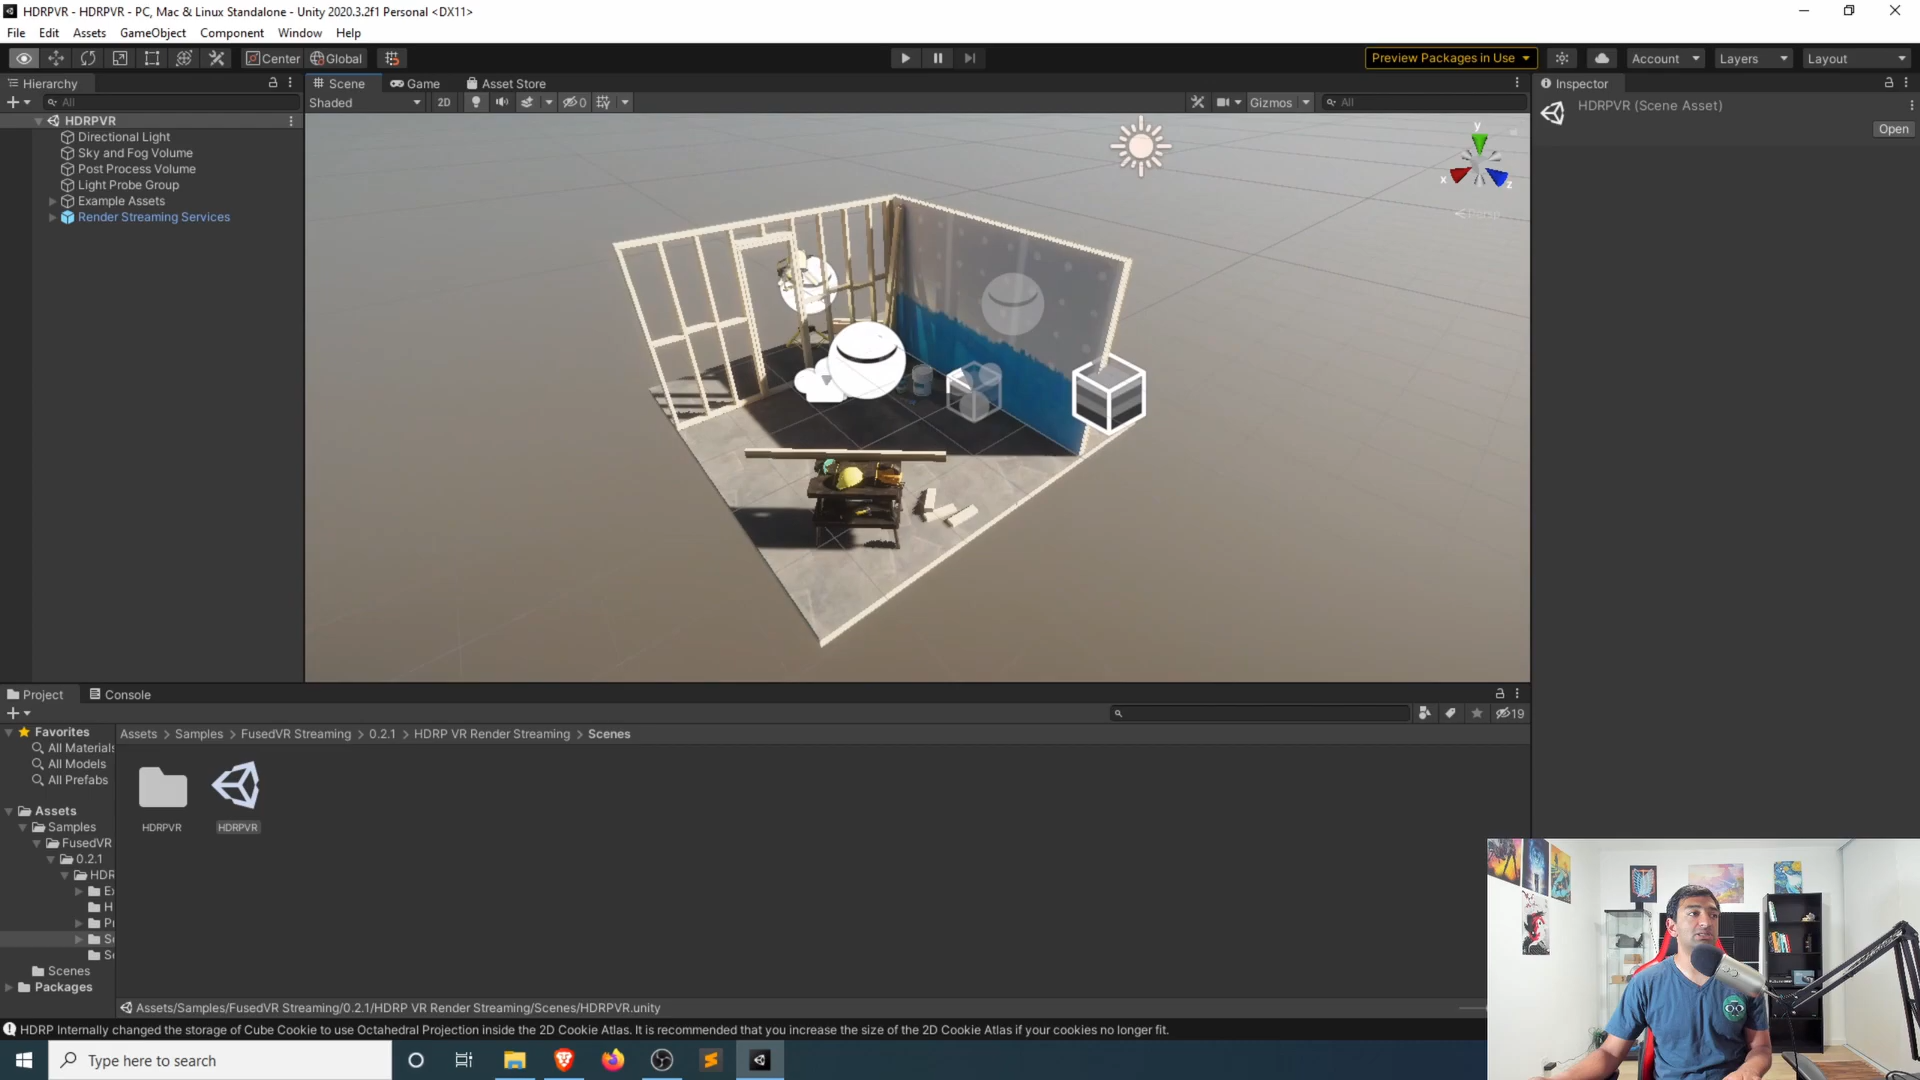 HDRPVR - HDRPVR - PC, Mac & Linux Standalone - Unity 2020.3.2f1 Personal <DX11>
File Edit Assets GameObject Component Window Help
Center Global
Preview Packages in Use
Account Layers Layout
Hierarchy
Scene Game Asset Store
Inspector
All
Shaded 2D 0 Gizmos All
HDRPVR (Scene Asset)
Open
HDRPVR
Directional Light
Sky and Fog Volume
Post Process Volume
Light Probe Group
Example Assets
Render Streaming Services
y
x
z
Project Console
19
Favorites
All Materials
All Models
All Prefabs
Assets > Samples > FusedVR Streaming > 0.2.1 > HDRP VR Render Streaming > Scenes
HDRPVR
HDRPVR
Assets
Samples
FusedVR
0.2.1
HDR
Scenes
Packages
Assets/Samples/FusedVR Streaming/0.2.1/HDRP VR Render Streaming/Scenes/HDRPVR.unity
HDRP Internally changed the storage of Cube Cookie to use Octahedral Projection inside the 2D Cookie Atlas. It is recommended that you increase the size of the 2D Cookie Atlas if your cookies no longer fit.
Type here to search